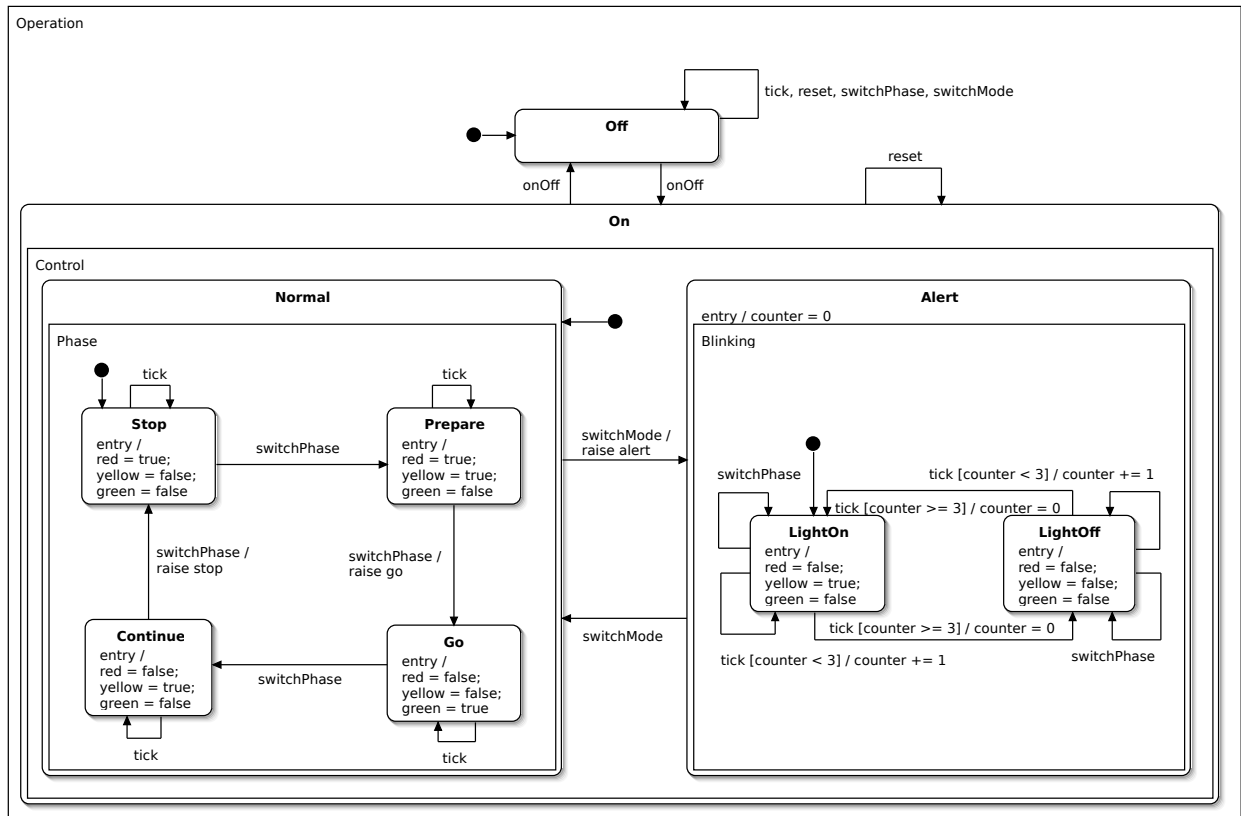 Operation
tick, reset, switchPhase, switchMode
Off
reset
onOff
onOff
On
Control
Normal
Alert
entry / counter = 0
Phase
Blinking
tick
tick
Stop
entry /
red = true;
yellow = false;
green = false
switchPhase
Prepare
entry /
red = true;
yellow = true;
green = false
switchMode /
raise alert
switchPhase
tick [counter < 3] / counter += 1
tick [counter >= 3] / counter = 0
LightOn
entry /
red = false;
yellow = true;
green = false
LightOff
entry /
red = false;
yellow = false;
green = false
switchPhase /
raise stop
switchPhase /
raise go
Continue
entry /
red = false;
yellow = true;
green = false
switchPhase
Go
entry /
red = false;
yellow = false;
green = true
switchMode
tick [counter >= 3] / counter = 0
tick [counter < 3] / counter += 1
switchPhase
tick
tick